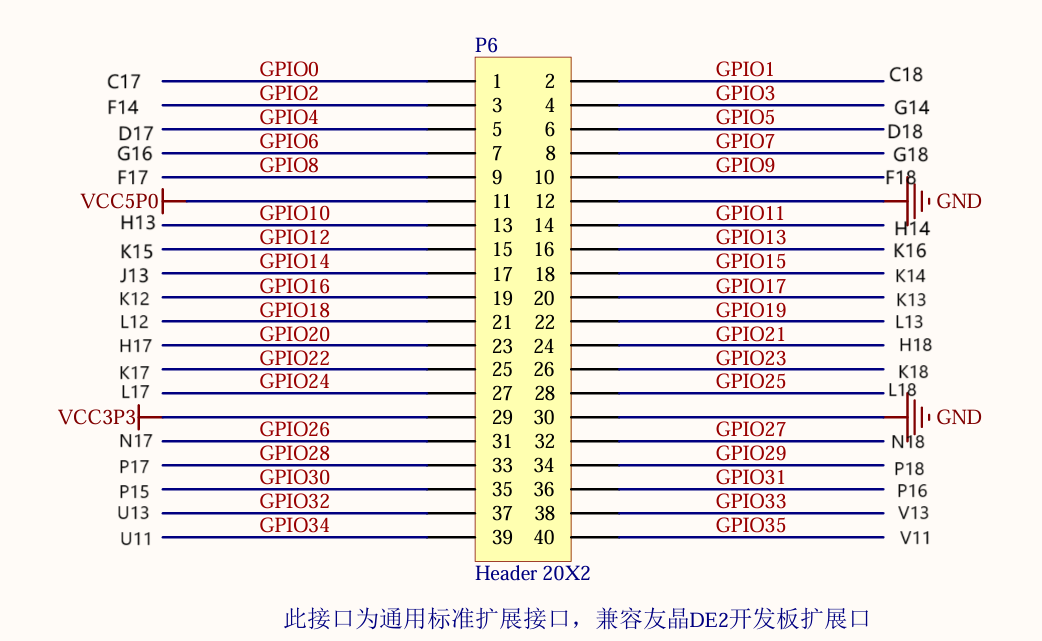 P6
C17 GPIO0 1 2 GPIO1 C18
F14 GPIO2 3 4 GPIO3 G14
D17 GPIO4 5 6 GPIO5 D18
G16 GPIO6 7 8 GPIO7 G18
F17 GPIO8 9 10 GPIO9 F18
VCC5P0 11 12 GND
H13 GPIO10 13 14 GPIO11 H14
K15 GPIO12 15 16 GPIO13 K16
J13 GPIO14 17 18 GPIO15 K14
K12 GPIO16 19 20 GPIO17 K13
L12 GPIO18 21 22 GPIO19 L13
H17 GPIO20 23 24 GPIO21 H18
K17 GPIO22 25 26 GPIO23 K18
L17 GPIO24 27 28 GPIO25 L18
VCC3P3 29 30 GND
N17 GPIO26 31 32 GPIO27 N18
P17 GPIO28 33 34 GPIO29 P18
P15 GPIO30 35 36 GPIO31 P16
U13 GPIO32 37 38 GPIO33 V13
U11 GPIO34 39 40 GPIO35 V11
Header 20X2
此接口为通用标准扩展接口，兼容友晶DE2开发板扩展口